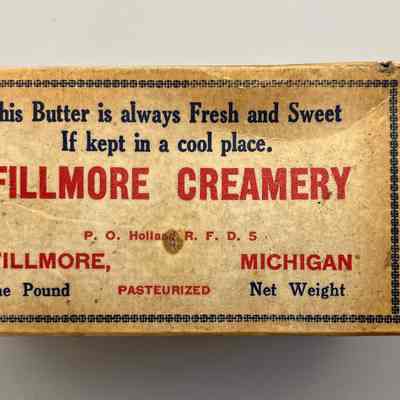 his Butter is always Fresh and Sweet
If kept in a cool place.
FILLMORE CREAMERY
P. O. Holland R. F. D. 5
FILLMORE, MICHIGAN
ne Pound PASTEURIZED Net Weight